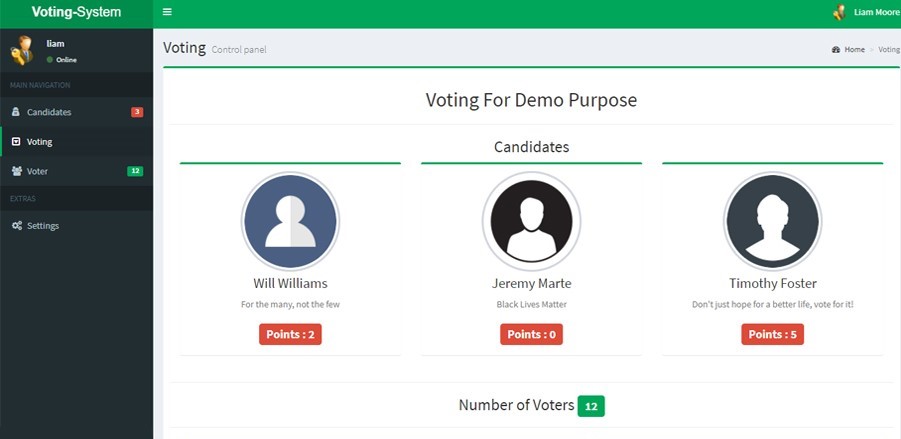 Voting-System
Liam Moore
liam
Online
MAIN NAVIGATION
Candidates 3
Voting
Voter 12
EXTRAS
Settings
Voting Control panel
Home > Voting
Voting For Demo Purpose
Candidates
Will Williams
For the many, not the few
Points : 2
Jeremy Marte
Black Lives Matter
Points : 0
Timothy Foster
Don't just hope for a better life, vote for it!
Points : 5
Number of Voters 12